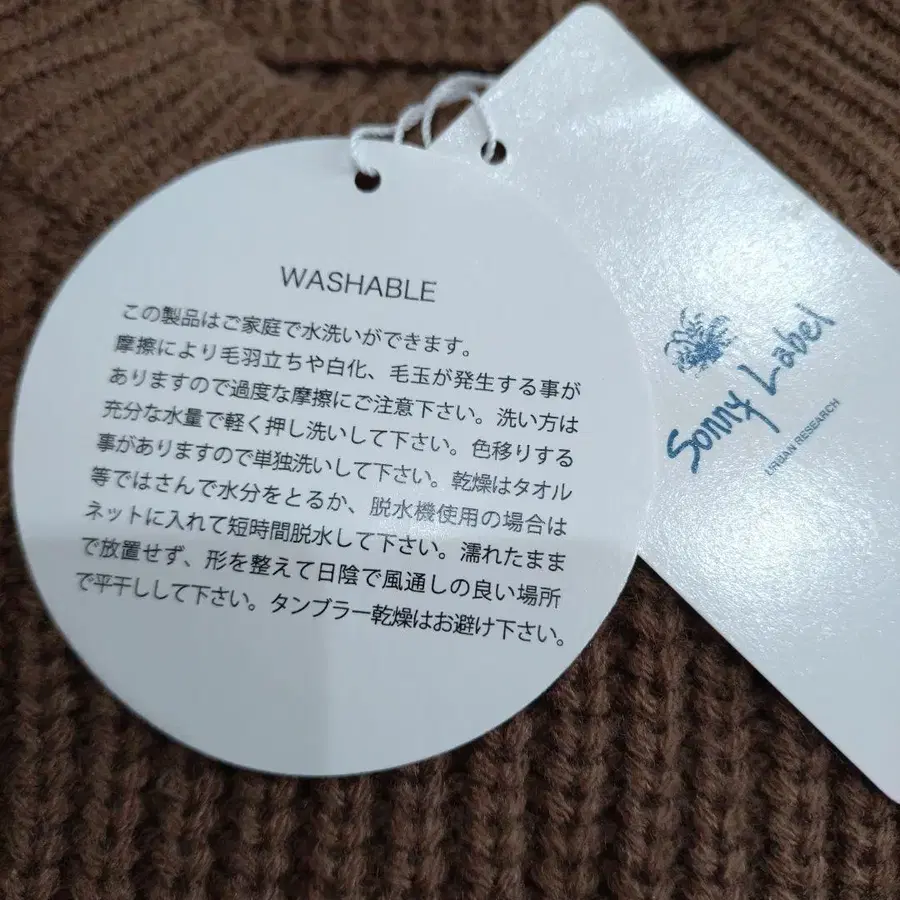 WASHABLE
この製品はご家庭で水洗いができます。
摩擦により毛羽立ちや白化、毛玉が発生する事が
ありますので過度な摩擦にご注意下さい。洗い方は
充分な水量で軽く押し洗いして下さい。色移りする
事がありますので単独洗いして下さい。乾燥はタオル
等ではさんで水分をとるか、脱水機使用の場合は
ネットに入れて短時間脱水して下さい。濡れたまま
で放置せず、形を整えて日陰で風通しの良い場所
で平干しして下さい。タンブラー乾燥はお避け下さい。
Sonny Label
URBAN RESEARCH